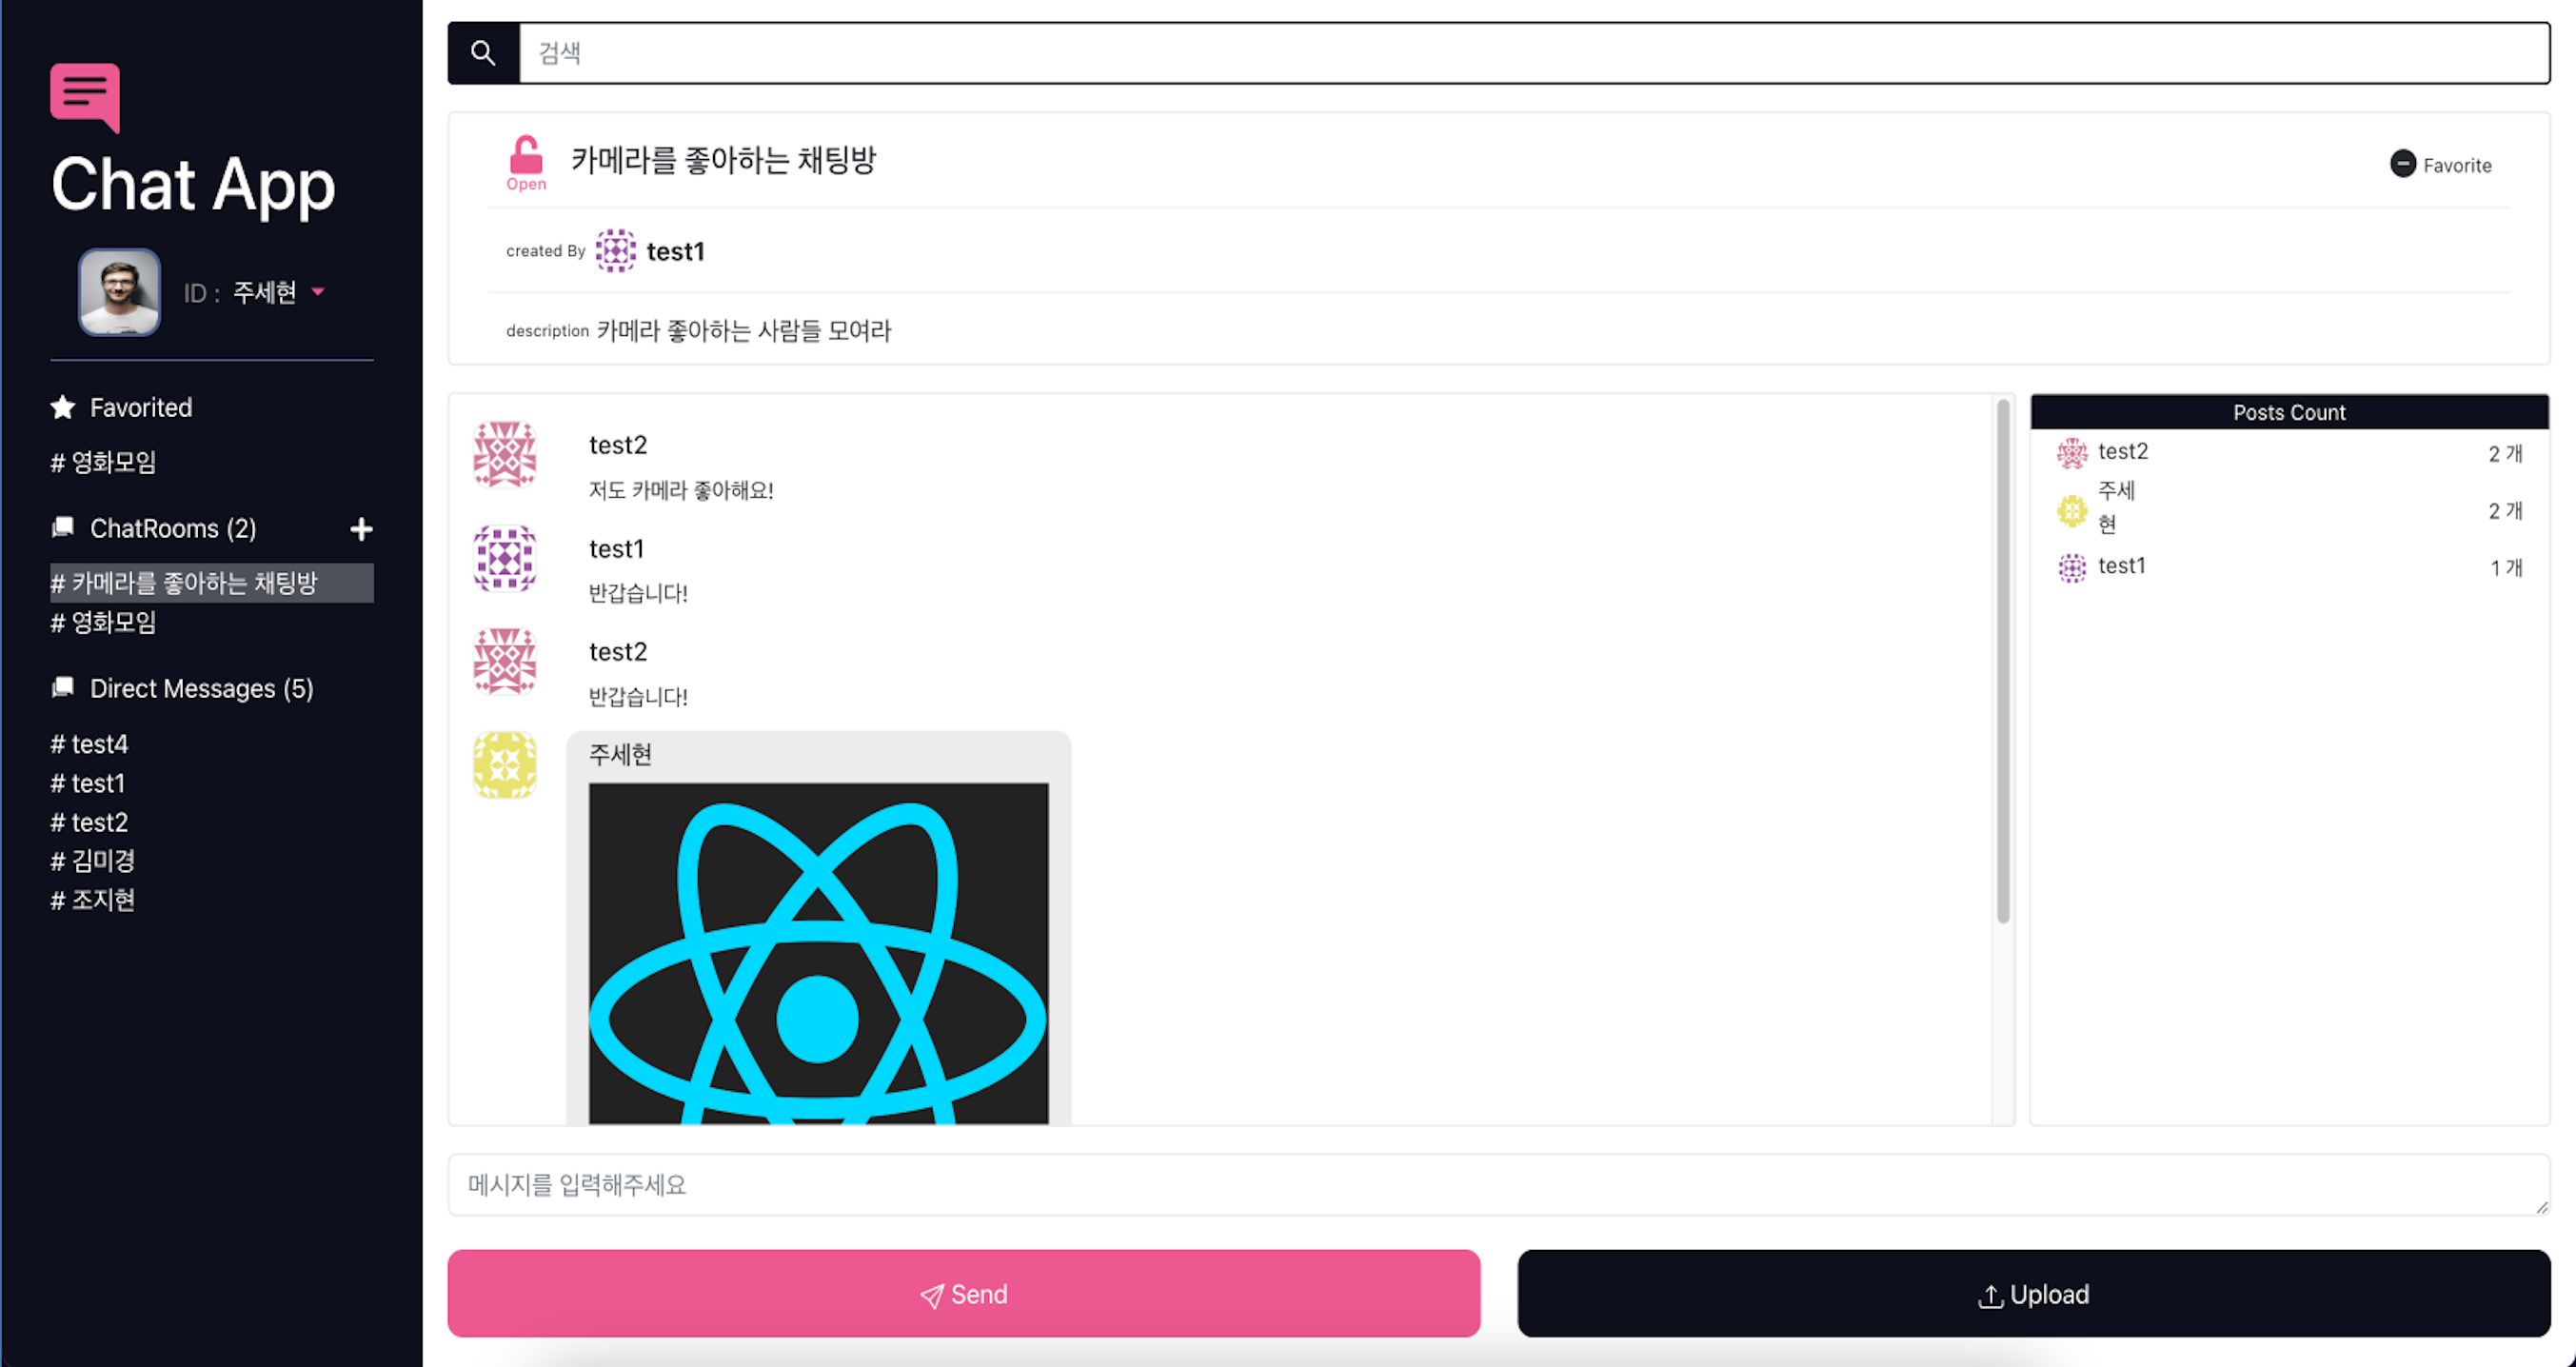 Chat App
ID : 주세현
Favorited
# 영화모임
ChatRooms (2)
# 카메라를 좋아하는 채팅방
# 영화모임
Direct Messages (5)
# test4
# test1
# test2
# 김미경
# 조지현
검색
Open
카메라를 좋아하는 채팅방
Favorite
created By test1
description 카메라 좋아하는 사람들 모여라
test2
저도 카메라 좋아해요!
test1
반갑습니다!
test2
반갑습니다!
주세현
Posts Count
test2 2 개
주세
현 2 개
test1 1 개
메시지를 입력해주세요
Send
Upload